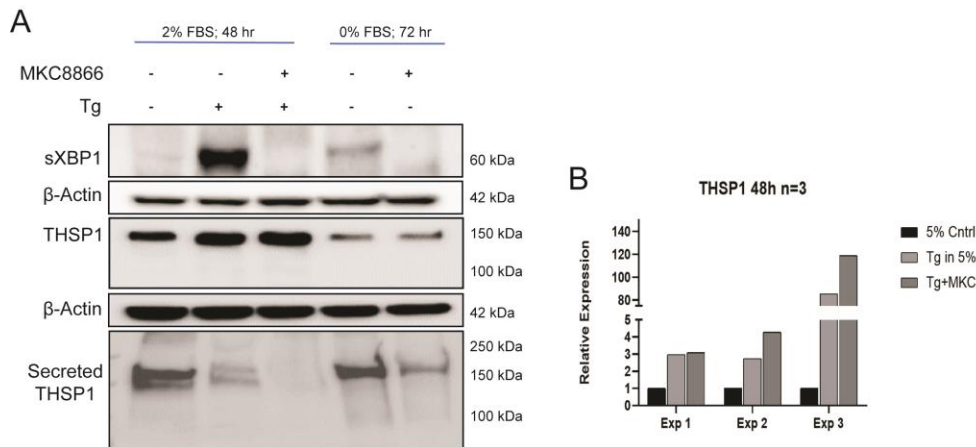 A
2% FBS; 48 hr 0% FBS; 72 hr
MKC8866 - - + - +
Tg - + + - -
sXBP1 60 kDa
β-Actin 42 kDa
THSP1 150 kDa
100 kDa
β-Actin 42 kDa
250 kDa
Secreted THSP1 150 kDa
100 kDa
B
THSP1 48h n=3
Relative Expression
140
120
100
80
60
5
4
3
2
1
0
Exp 1 Exp 2 Exp 3
5% Cntrl
Tg in 5%
Tg+MKC